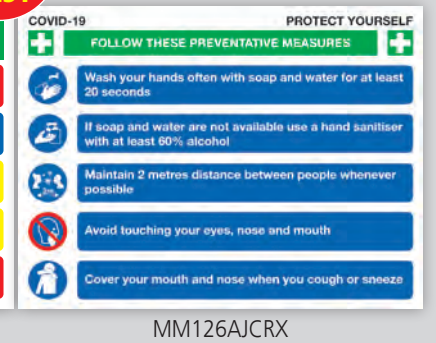 COVID-19 PROTECT YOURSELF
FOLLOW THESE PREVENTATIVE MEASURES
Wash your hands often with soap and water for at least
20 seconds
If soap and water are not available use a hand sanitiser
with at least 60% alcohol
Maintain 2 metres distance between people whenever
possible
Avoid touching your eyes, nose and mouth
Cover your mouth and nose when you cough or sneeze
MM126AJCRX